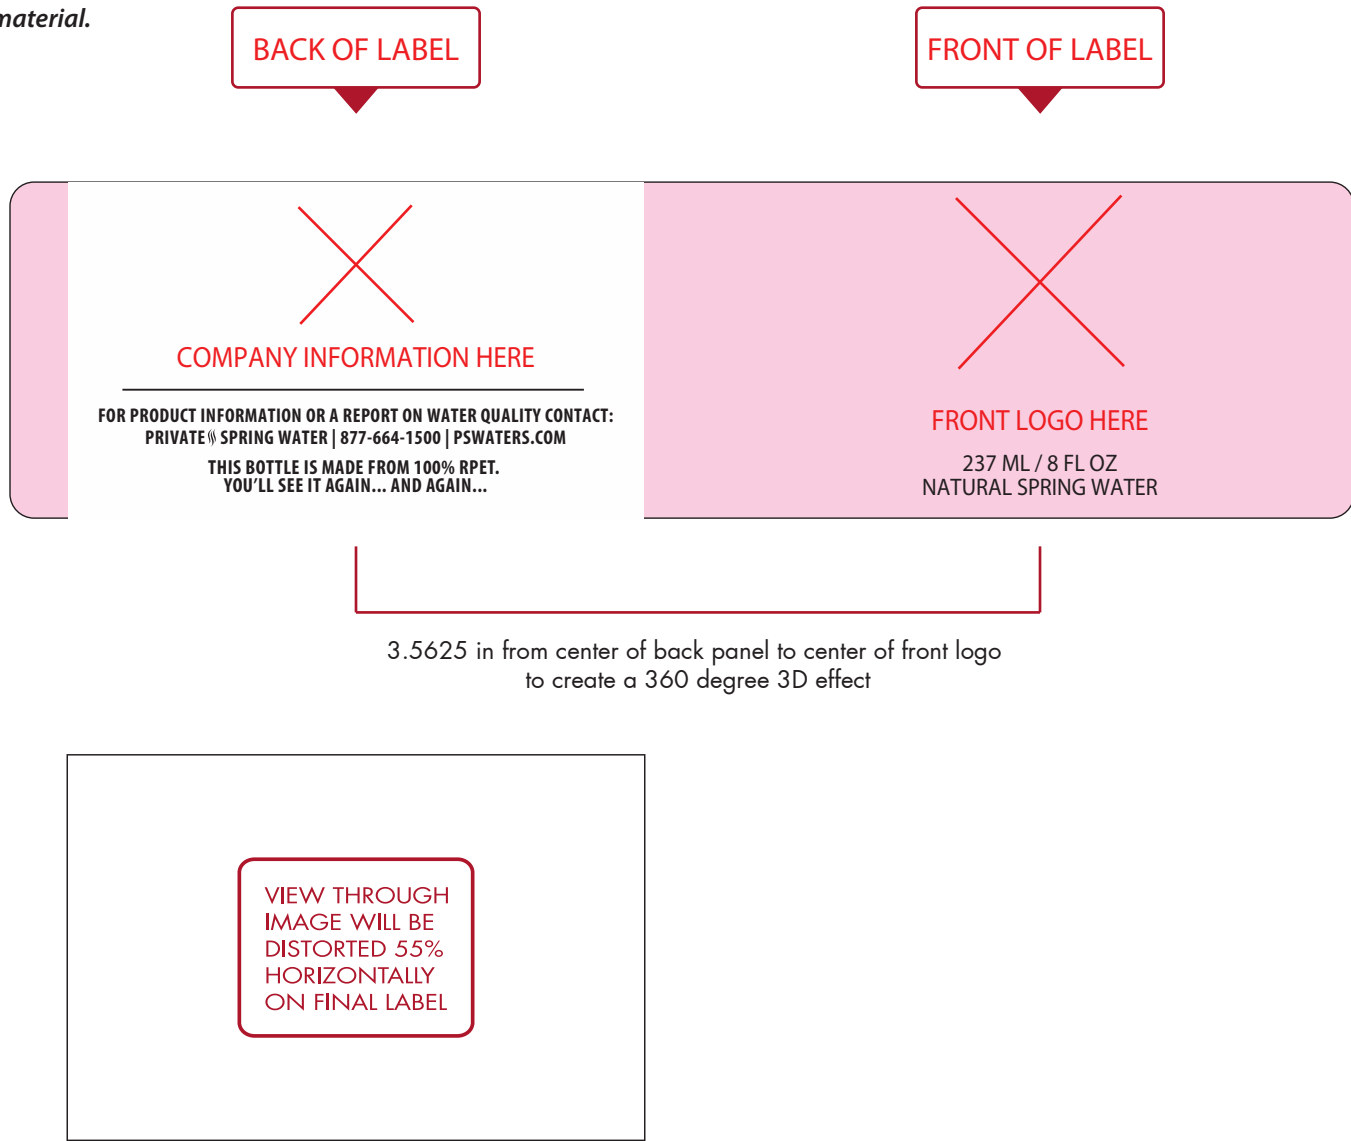 material.
BACK OF LABEL
FRONT OF LABEL
COMPANY INFORMATION HERE
FOR PRODUCT INFORMATION OR A REPORT ON WATER QUALITY CONTACT:
PRIVATE SPRING WATER | 877-664-1500 | PSWATERS.COM
THIS BOTTLE IS MADE FROM 100% RPET.
YOU'LL SEE IT AGAIN... AND AGAIN...
FRONT LOGO HERE
237 ML / 8 FL OZ
NATURAL SPRING WATER
3.5625 in from center of back panel to center of front logo
to create a 360 degree 3D effect
VIEW THROUGH
IMAGE WILL BE
DISTORTED 55%
HORIZONTALLY
ON FINAL LABEL